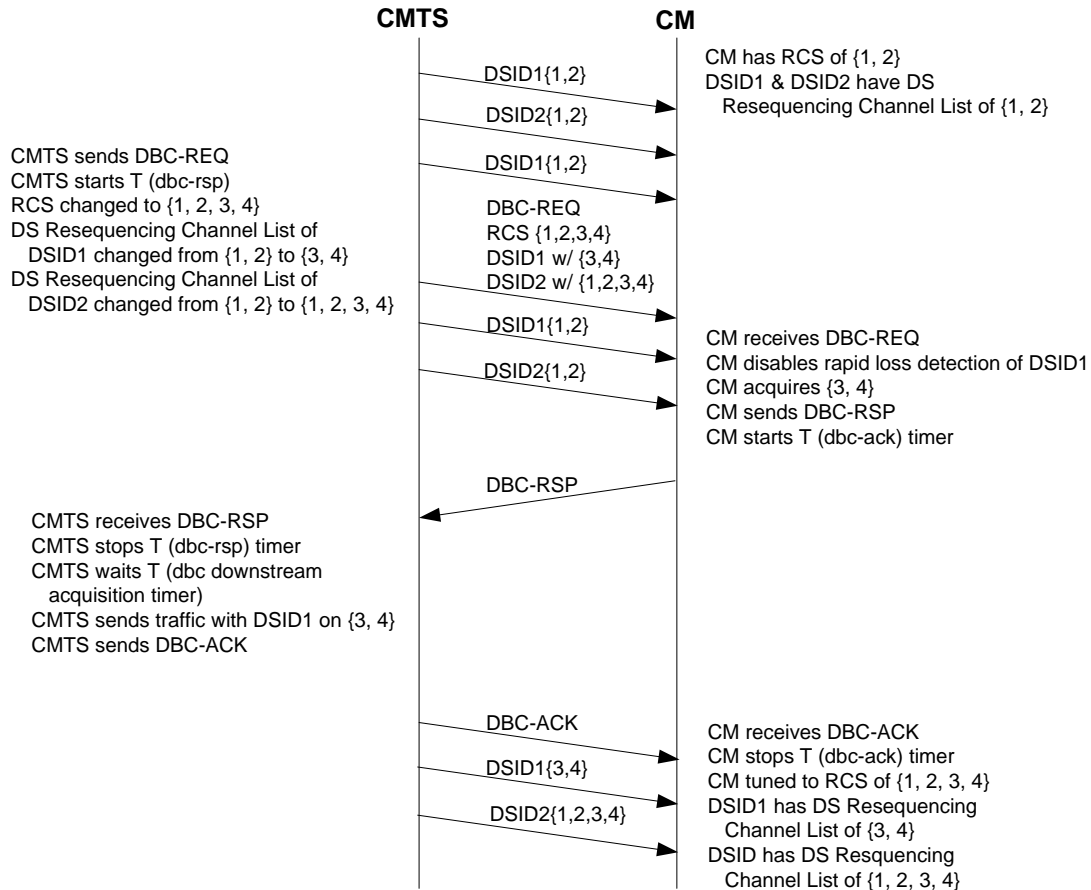 CMTS
CM
DSID1{1,2}
CM has RCS of {1, 2}
DSID1 & DSID2 have DS
Resequencing Channel List of {1, 2}
DSID2{1,2}
DSID1{1,2}
CMTS sends DBC-REQ
CMTS starts T (dbc-rsp)
RCS changed to {1, 2, 3, 4}
DS Resequencing Channel List of
DSID1 changed from {1, 2} to {3, 4}
DS Resequencing Channel List of
DSID2 changed from {1, 2} to {1, 2, 3, 4}
DBC-REQ
RCS {1,2,3,4}
DSID1 w/ {3,4}
DSID2 w/ {1,2,3,4}
DSID1{1,2}
DSID2{1,2}
CM receives DBC-REQ
CM disables rapid loss detection of DSID1
CM acquires {3, 4}
CM sends DBC-RSP
CM starts T (dbc-ack) timer
DBC-RSP
CMTS receives DBC-RSP
CMTS stops T (dbc-rsp) timer
CMTS waits T (dbc downstream
acquisition timer)
CMTS sends traffic with DSID1 on {3, 4}
CMTS sends DBC-ACK
DBC-ACK
DSID1{3,4}
DSID2{1,2,3,4}
CM receives DBC-ACK
CM stops T (dbc-ack) timer
CM tuned to RCS of {1, 2, 3, 4}
DSID1 has DS Resequencing
Channel List of {3, 4}
DSID has DS Resquencing
Channel List of {1, 2, 3, 4}